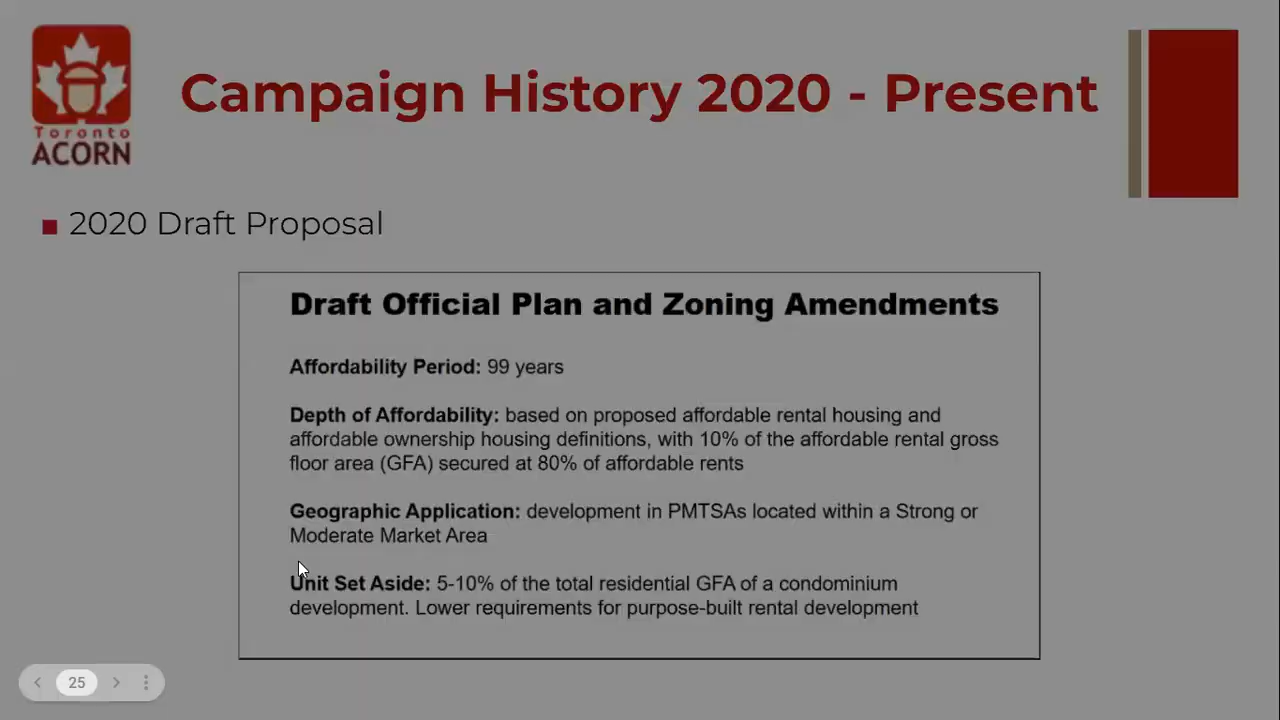 Toronto
ACORN
Campaign History 2020 - Present
2020 Draft Proposal
Draft Official Plan and Zoning Amendments
Affordability Period: 99 years
Depth of Affordability: based on proposed affordable rental housing and
affordable ownership housing definitions, with 10% of the affordable rental gross
floor area (GFA) secured at 80% of affordable rents
Geographic Application: development in PMTSAs located within a Strong or
Moderate Market Area
Unit Set Aside: 5-10% of the total residential GFA of a condominium
development. Lower requirements for purpose-built rental development
25